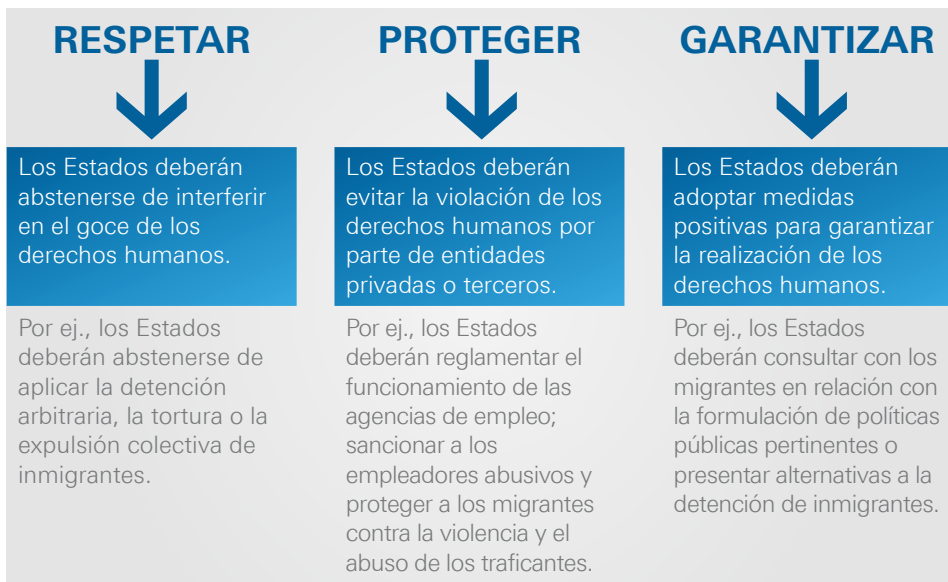 RESPETAR
Los Estados deberán
abstenerse de interferir
en el goce de los
derechos humanos.
Por ej., los Estados
deberán abstenerse de
aplicar la detención
arbitraria, la tortura o la
expulsión colectiva de
inmigrantes.
PROTEGER
Los Estados deberán
evitar la violación de los
derechos humanos por
parte de entidades
privadas o terceros.
Por ej., los Estados
deberán reglamentar el
funcionamiento de las
agencias de empleo;
sancionar a los
empleadores abusivos y
proteger a los migrantes
contra la violencia y el
abuso de los traficantes.
GARANTIZAR
Los Estados deberán
adoptar medidas
positivas para garantizar
la realización de los
derechos humanos.
Por ej., los Estados
deberán consultar con los
migrantes en relación con
la formulación de políticas
públicas pertinentes o
presentar alternativas a la
detención de inmigrantes.